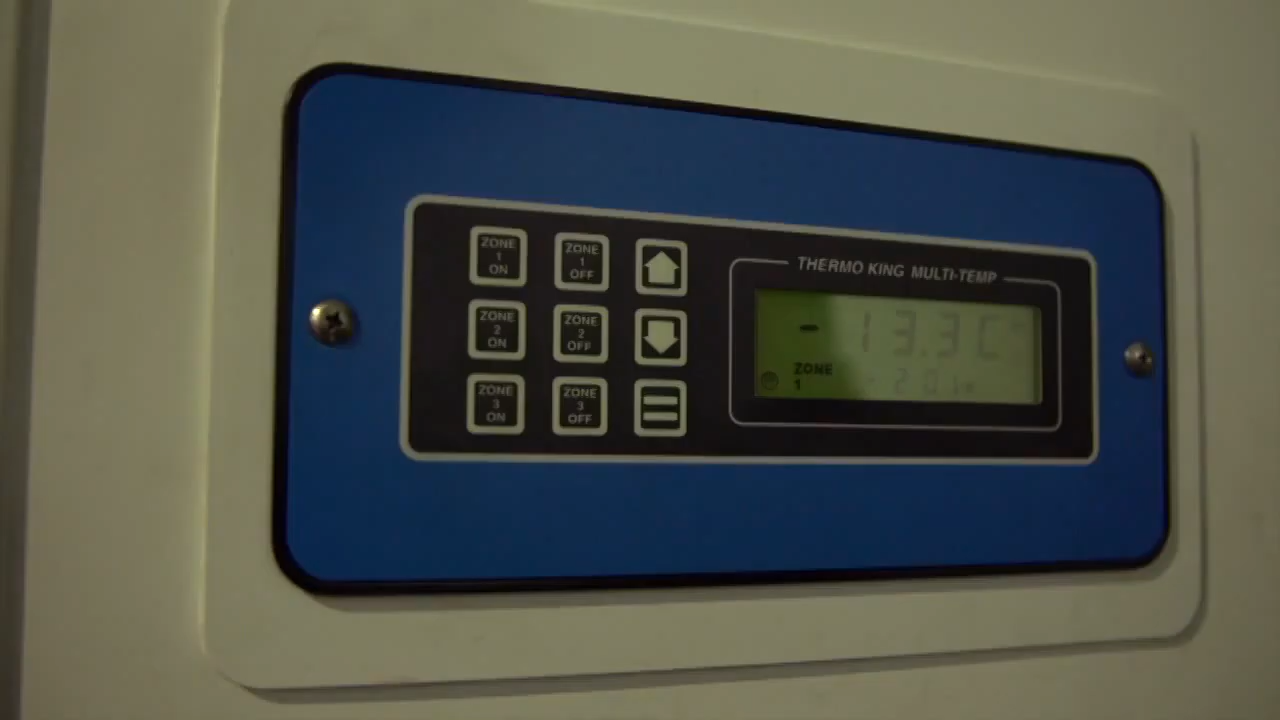 ZONE 1 ON
ZONE 1 OFF
ZONE 2 ON
ZONE 2 OFF
ZONE 3 ON
ZONE 3 OFF
THERMO KING MULTI-TEMP
- 13.3C
ZONE 1